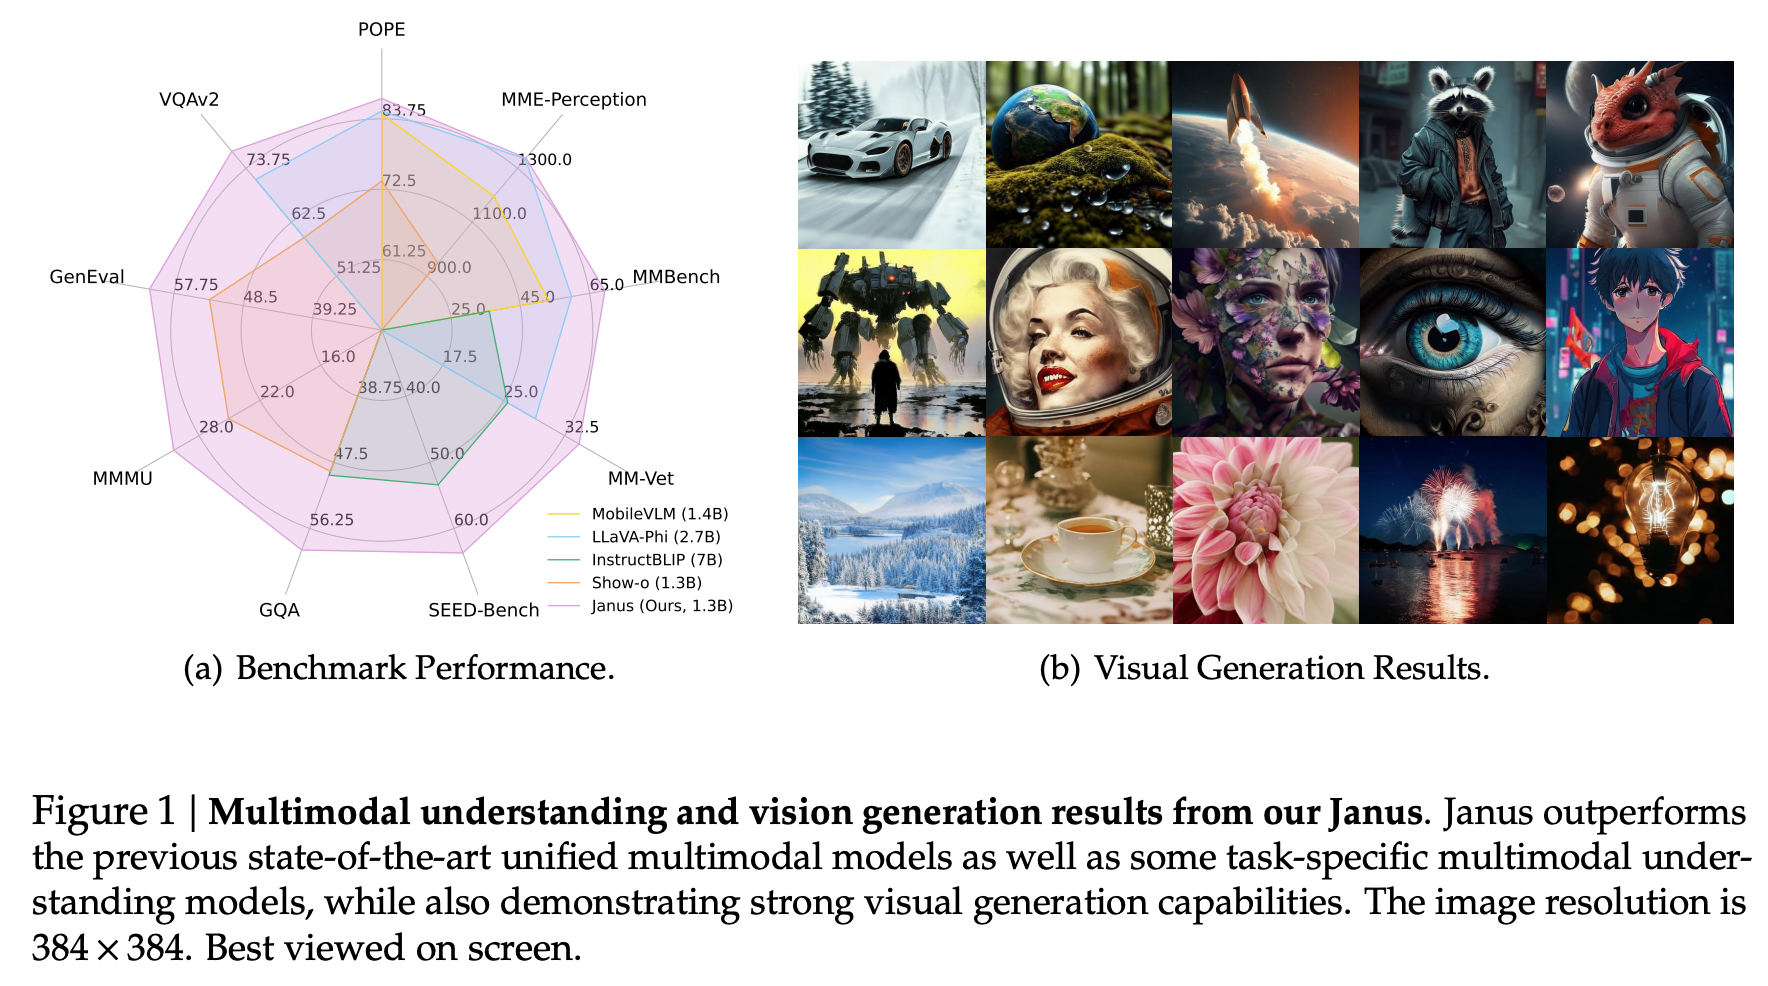 POPE
VQAv2
MME-Perception
83.75
73.75
1300.0
72.5
62.5
1100.0
61.25
51.25
900.0
GenEval
MMBench
57.75
65.0
48.5
45.0
39.25
25.0
16.0
17.5
38.75
40.0
22.0
25.0
28.0
32.5
47.5
50.0
MMMU
MM-Vet
56.25
60.0
MobileVLM (1.4B)
LLaVA-Phi (2.7B)
InstructBLIP (7B)
Show-o (1.3B)
Janus (Ours, 1.3B)
GQA
SEED-Bench
(a) Benchmark Performance.
(b) Visual Generation Results.
Figure 1 | Multimodal understanding and vision generation results from our Janus. Janus outperforms
the previous state-of-the-art unified multimodal models as well as some task-specific multimodal under-
standing models, while also demonstrating strong visual generation capabilities. The image resolution is
384 × 384. Best viewed on screen.